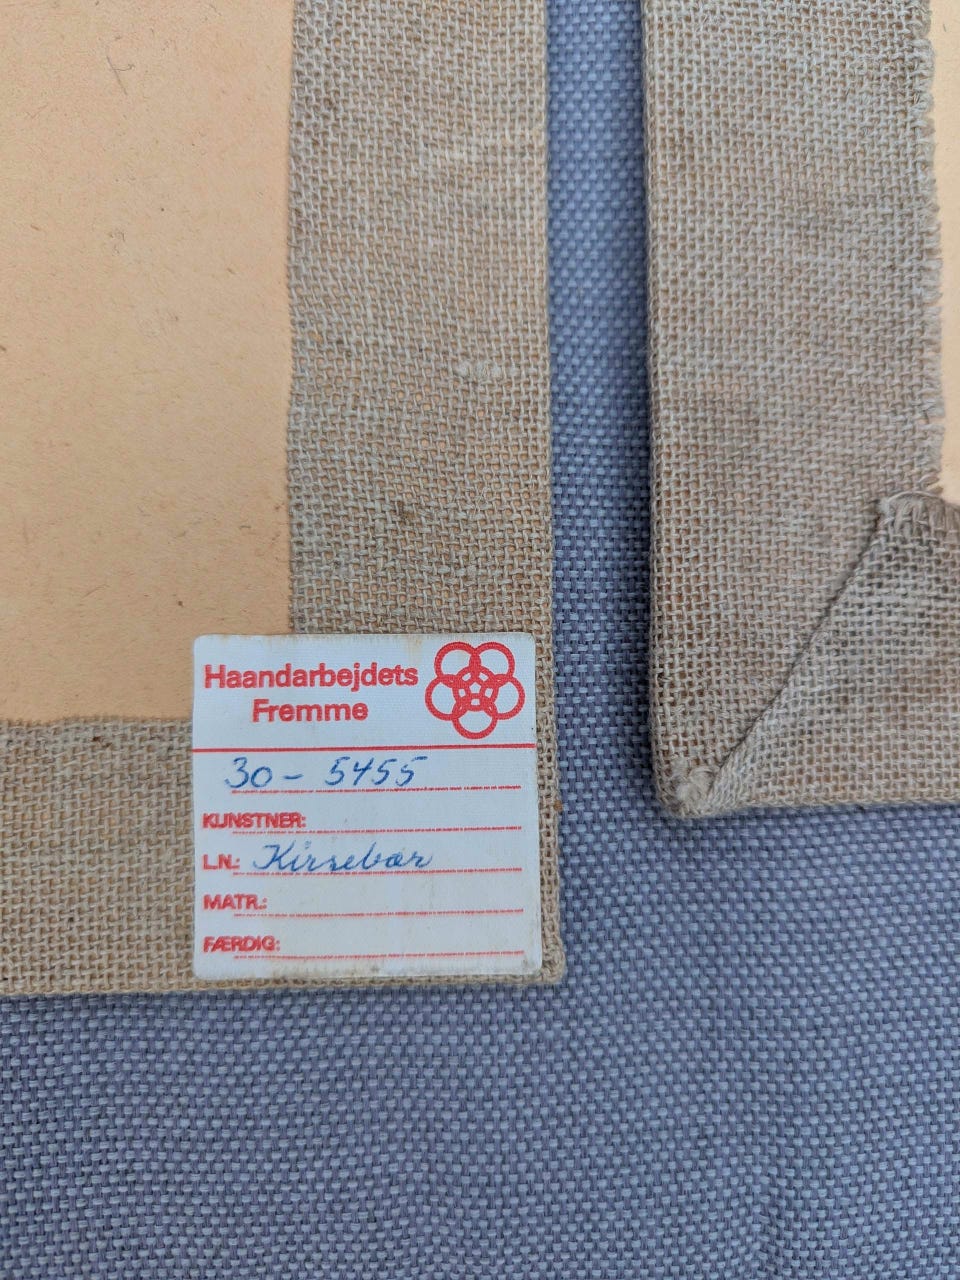 Haandarbejdets
Fremme
30 - 5455
KUNSTNER:
L.N.: Kirsebær
MATR.:
FÆRDIG: